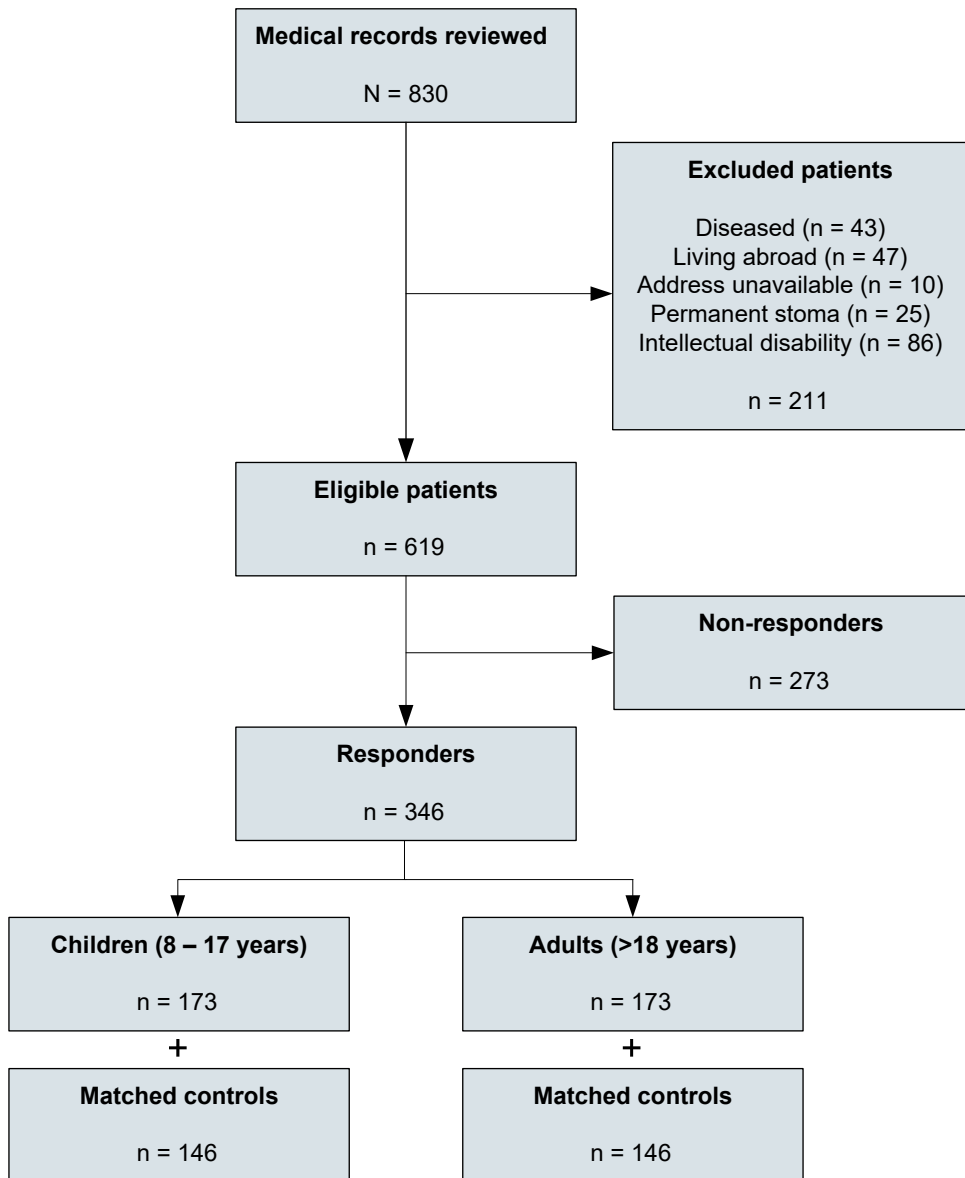 Medical records reviewed
N = 830
Excluded patients
Diseased (n = 43)
Living abroad (n = 47)
Address unavailable (n = 10)
Permanent stoma (n = 25)
Intellectual disability (n = 86)
n = 211
Eligible patients
n = 619
Non-responders
n = 273
Responders
n = 346
Children (8 – 17 years)
n = 173
+
Matched controls
n = 146
Adults (>18 years)
n = 173
+
Matched controls
n = 146